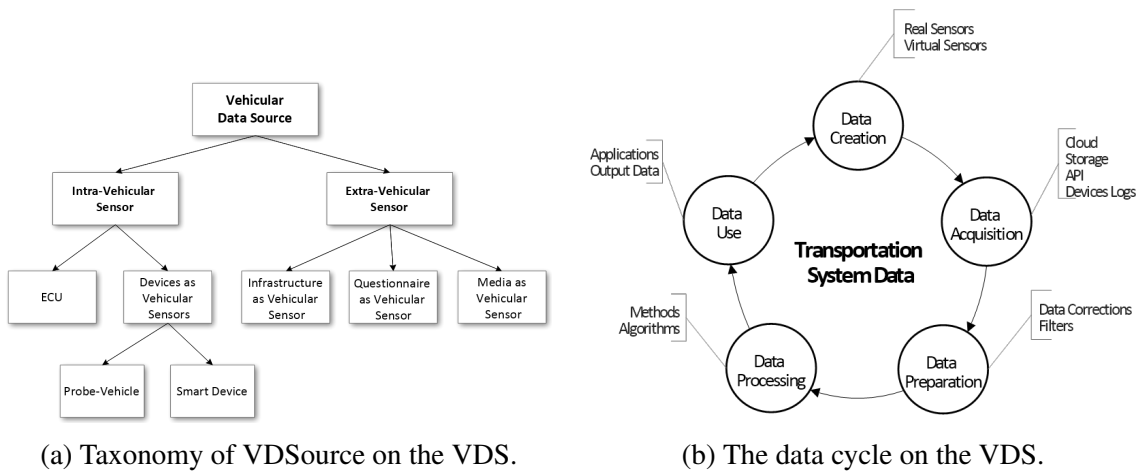 Vehicular
Data Source
Intra-Vehicular
Sensor
Extra-Vehicular
Sensor
ECU
Devices as
Vehicular
Sensors
Infrastructure
as Vehicular
Sensor
Questionnaire
as Vehicular
Sensor
Media as
Vehicular
Sensor
Probe-Vehicle
Smart Device
(a) Taxonomy of VDSource on the VDS.
Real Sensors
Virtual Sensors
Data
Creation
Cloud
Storage
API
Devices Logs
Data
Acquisition
Data Corrections
Filters
Data
Preparation
Methods
Algorithms
Data
Processing
Applications
Output Data
Data
Use
Transportation
System Data
(b) The data cycle on the VDS.